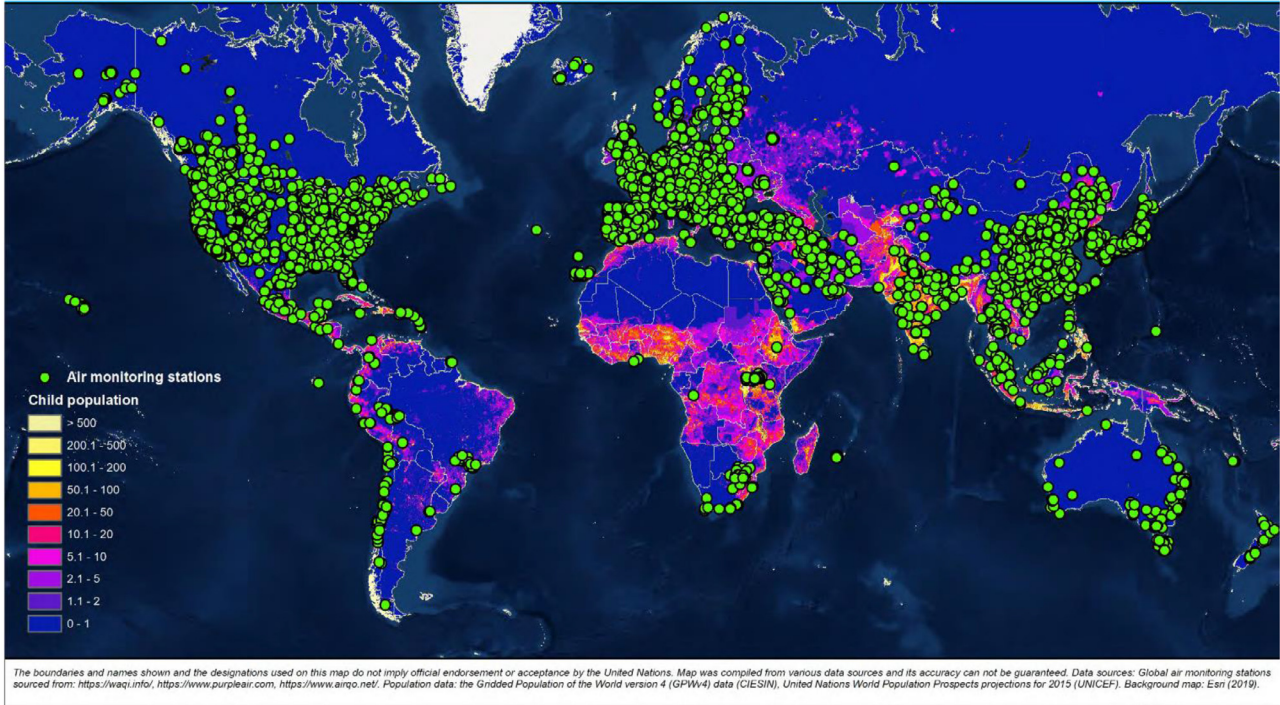 Air monitoring stations
Child population
> 500
200.1 - 500
100.1 - 200
50.1 - 100
20.1 - 50
10.1 - 20
5.1 - 10
2.1 - 5
1.1 - 2
0 - 1
The boundaries and names shown and the designations used on this map do not imply official endorsement or acceptance by the United Nations. Map was compiled from various data sources and its accuracy can not be guaranteed. Data sources: Global air monitoring stations
sourced from: https://waqi.info/, https://www.purpleair.com, https://www.airqo.net/. Population data: the Gridded Population of the World version 4 (GPWv4) data (CIESIN), United Nations World Population Prospects projections for 2015 (UNICEF). Background map: Esri (2019).